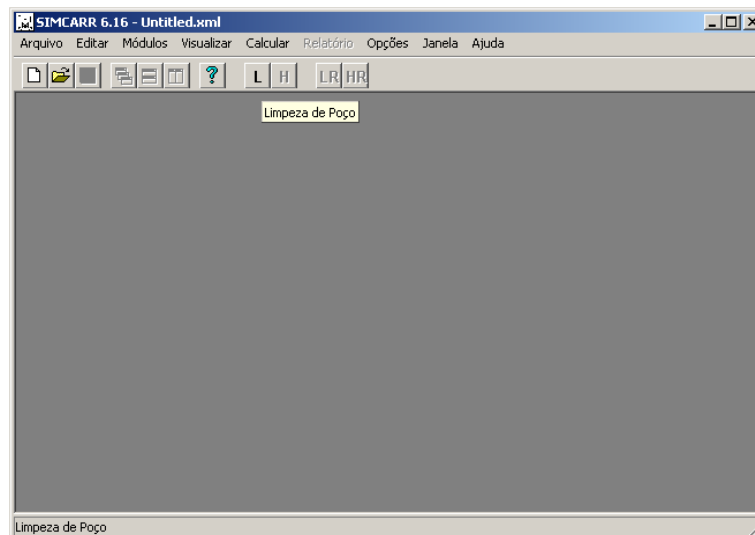 SIMCARR 6.16 - Untitled.xml
Arquivo Editar Módulos Visualizar Calcular Relatório Opções Janela Ajuda
? L H LR HR
Limpeza de Poço
Limpeza de Poço